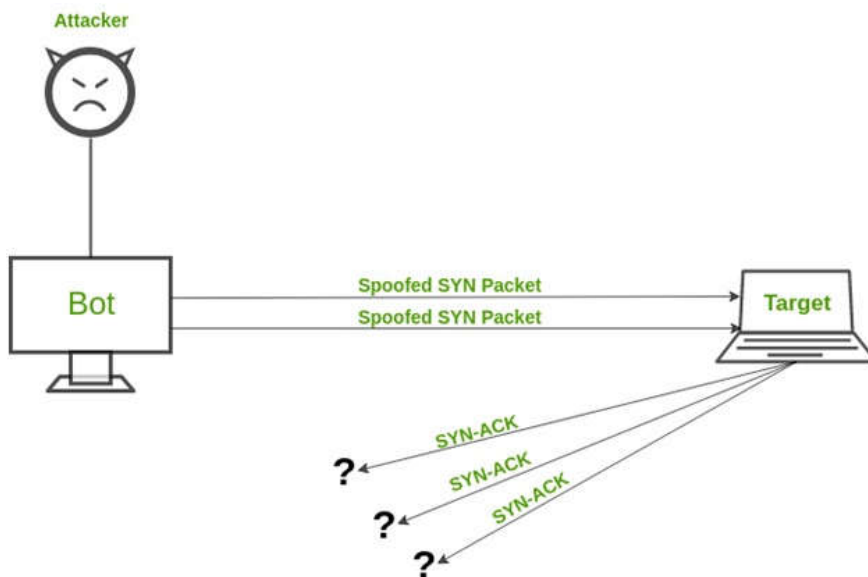 Attacker
Bot
Spoofed SYN Packet
Spoofed SYN Packet
Target
SYN-ACK
?
SYN-ACK
?
SYN-ACK
?